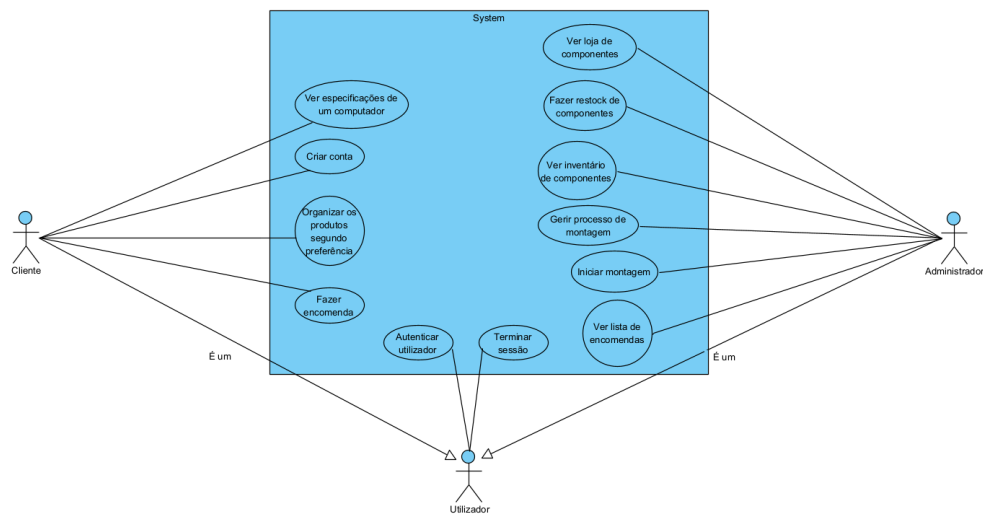 System
Ver loja de
componentes
Ver especificações de
um computador
Fazer restock de
componentes
Criar conta
Ver inventário
de componentes
Organizar os
produtos
segundo
preferência
Gerir processo de
montagem
Cliente
Administrador
Iniciar montagem
Fazer
encomenda
Ver lista de
encomendas
Autenticar
utilizador
Terminar
sessão
É um
É um
Utilizador